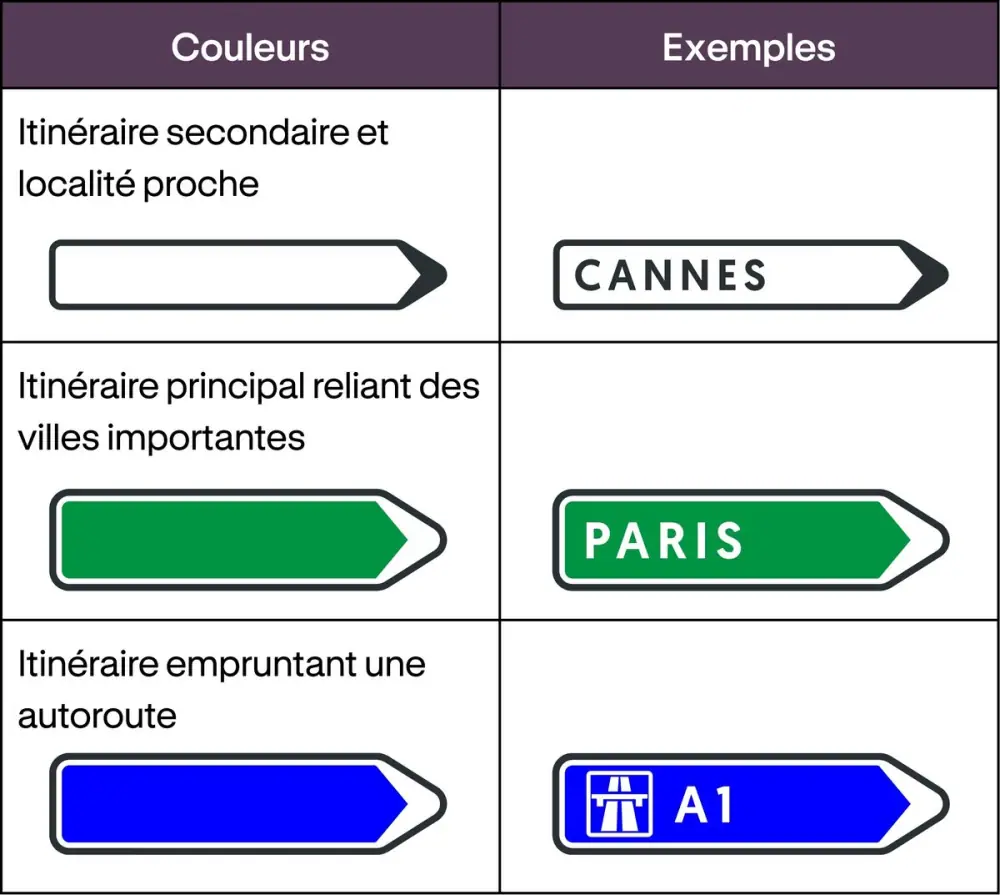 Couleurs
Exemples
Itinéraire secondaire et
localité proche
CANNES
Itinéraire principal reliant des
villes importantes
PARIS
Itinéraire empruntant une
autoroute
A1